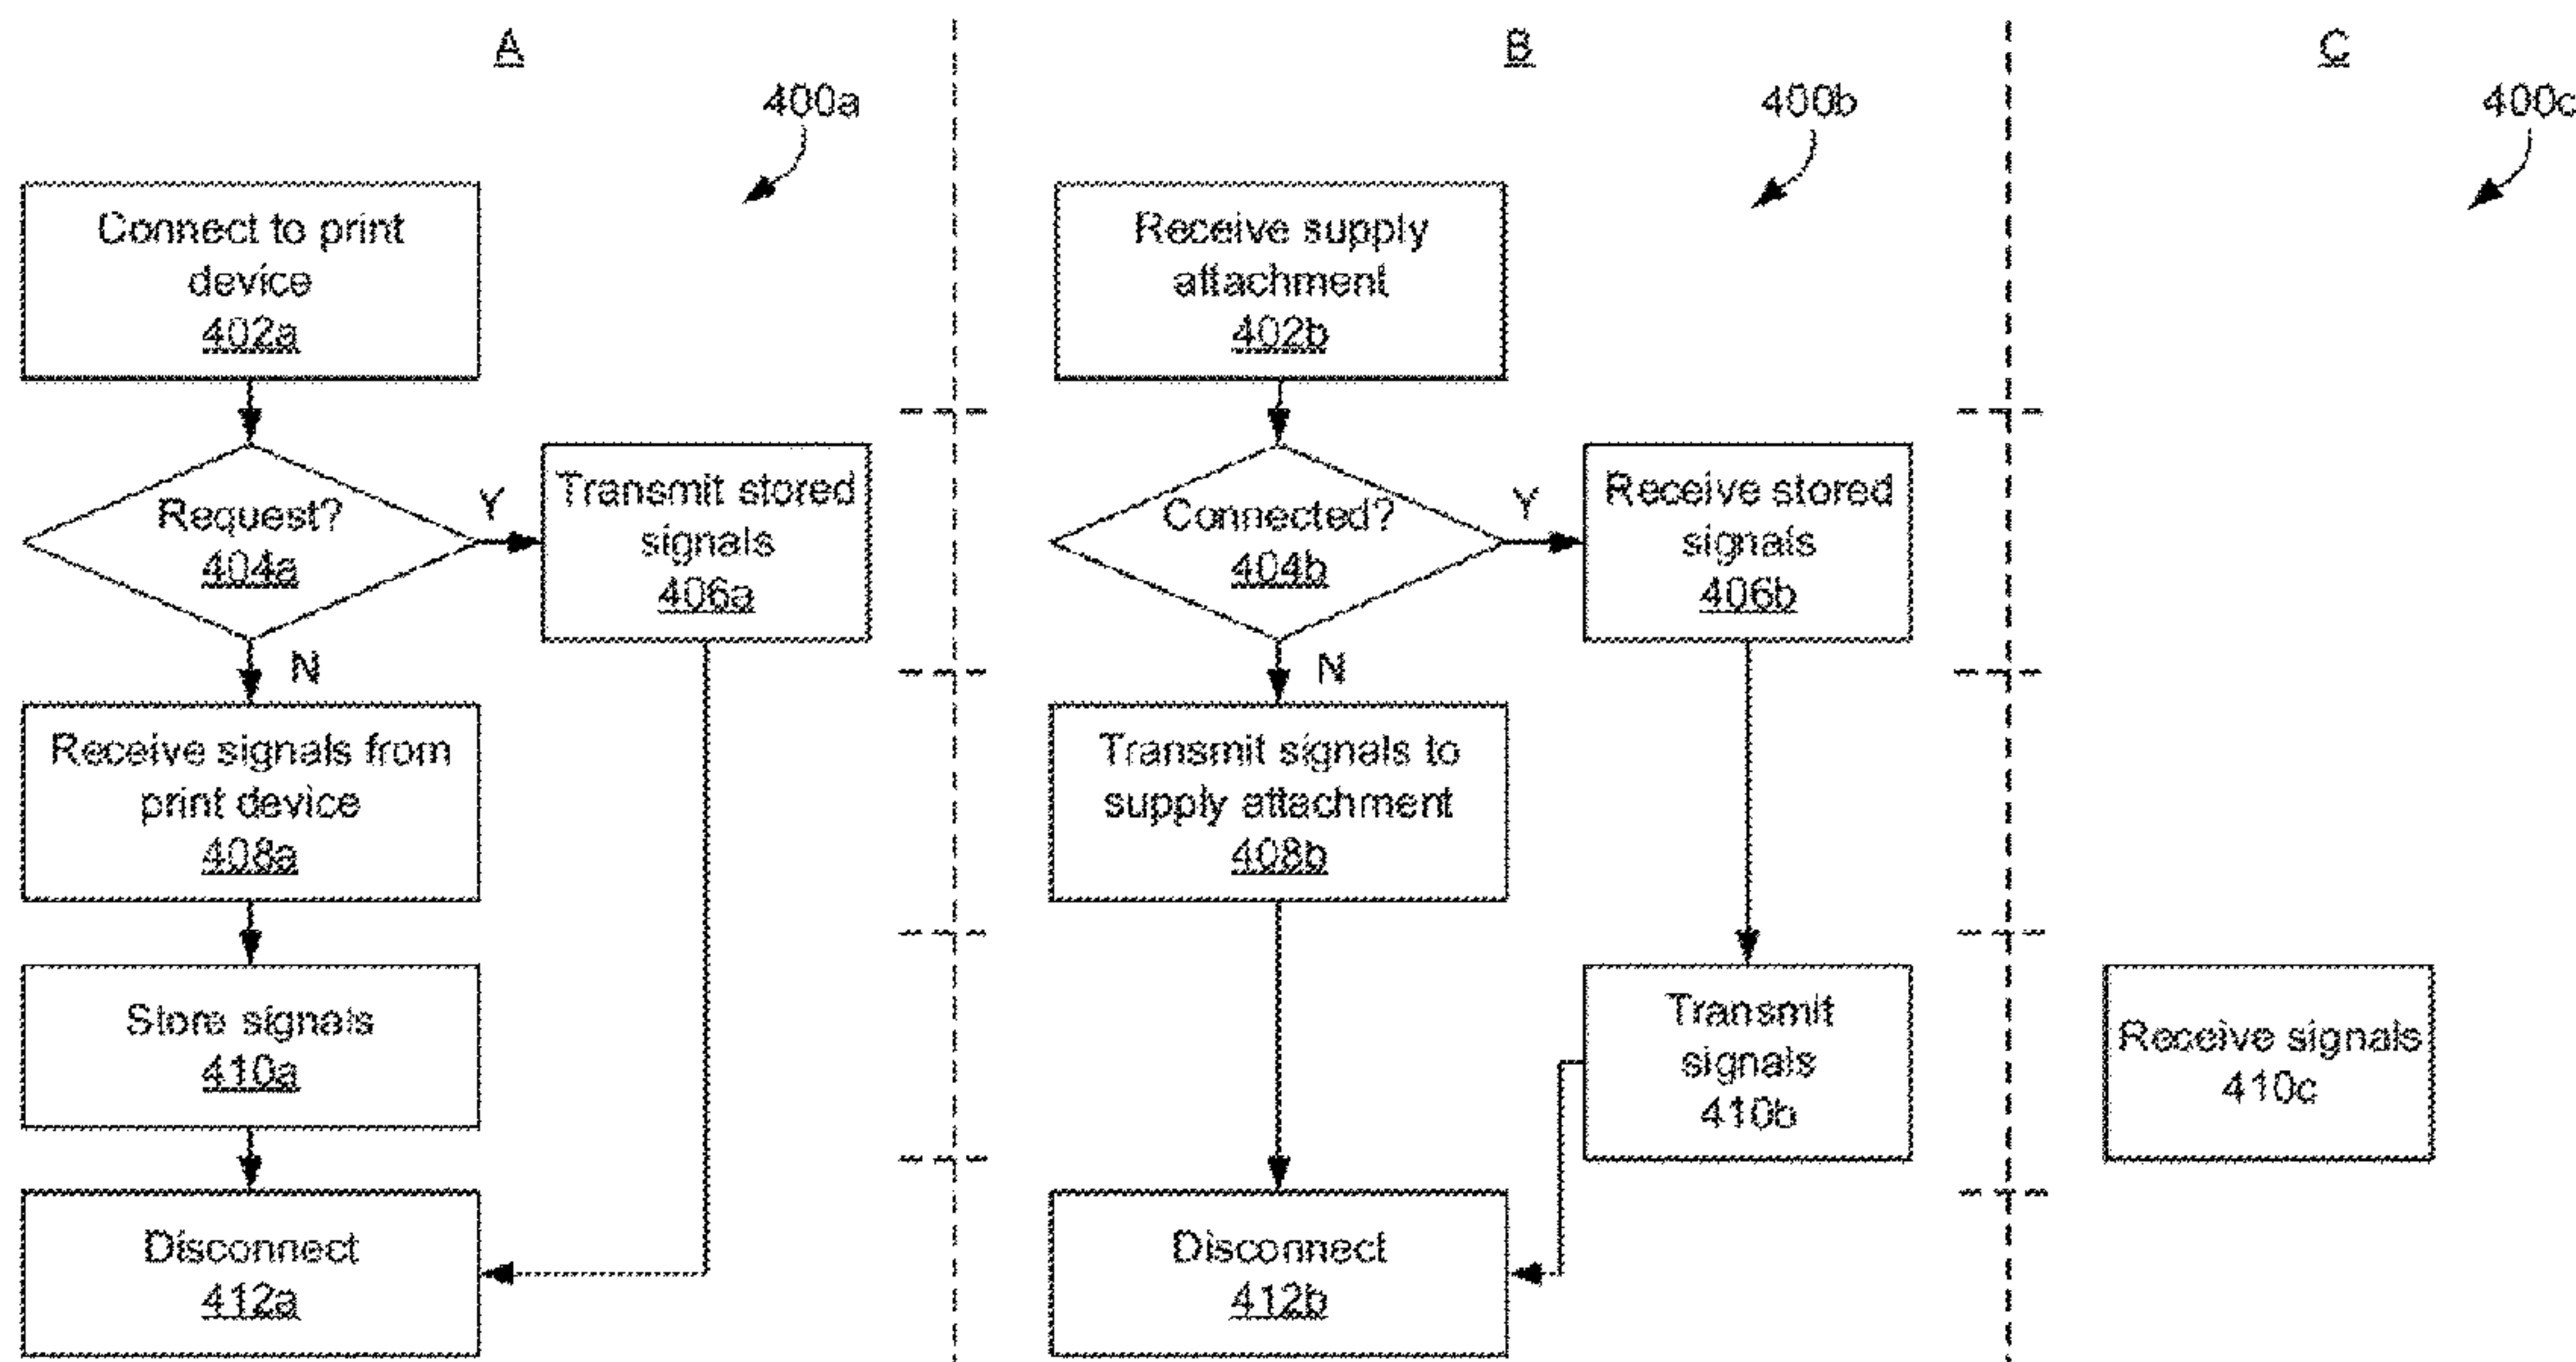 A
400a
Connect to print
device
402a
Request?
404a
Y
Transmit stored
signals
406a
N
Receive signals from
print device
408a
Store signals
410a
Disconnect
412a
B
400b
Receive supply
attachment
402b
Connected?
404b
Y
Receive stored
signals
406b
N
Transmit signals to
supply attachment
408b
Transmit
signals
410b
Disconnect
412b
C
400c
Receive signals
410c